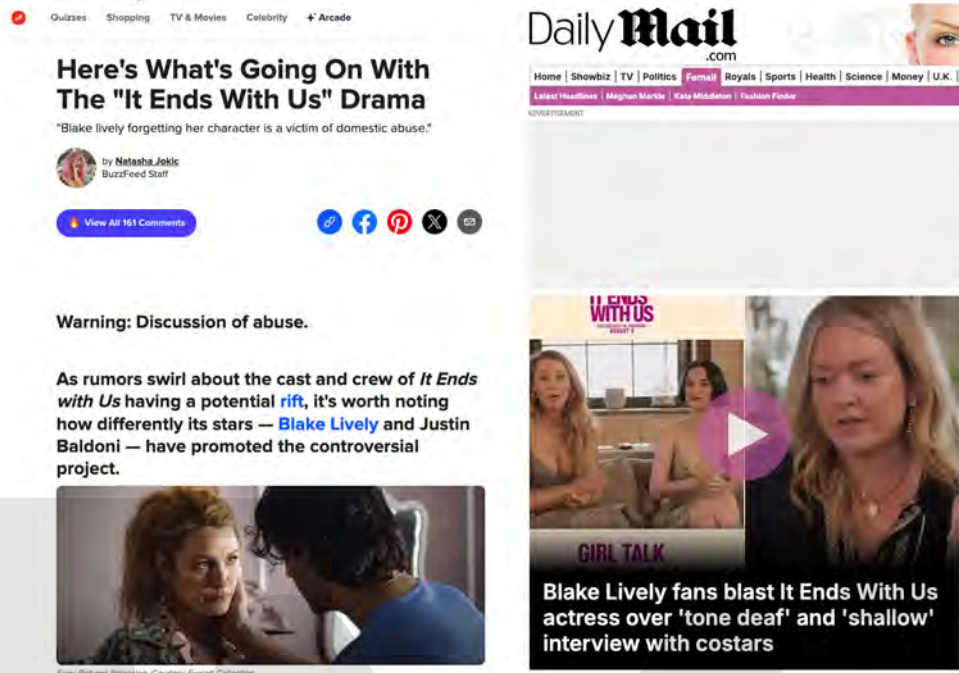 Quizzes Shopping TV & Movies Celebrity Arcade
Here's What's Going On With
The "It Ends With Us" Drama
"Blake lively forgetting her character is a victim of domestic abuse."
by Natasha Jokic
BuzzFeed Staff
View All 161 Comments
Warning: Discussion of abuse.
As rumors swirl about the cast and crew of It Ends
with Us having a potential rift, it's worth noting
how differently its stars — Blake Lively and Justin
Baldoni — have promoted the controversial
project.
Sony Pictures Releasing, Courtesy Everett Collection
Daily Mail
.com
Home | Showbiz | TV | Politics | Femail | Royals | Sports | Health | Science | Money | U.K. |
Latest Headlines | Meghan Markle | Kate Middleton | Fashion Finder
ADVERTISEMENT
IT ENDS
WITH US
GIRL TALK
Blake Lively fans blast It Ends With Us
actress over 'tone deaf' and 'shallow'
interview with costars